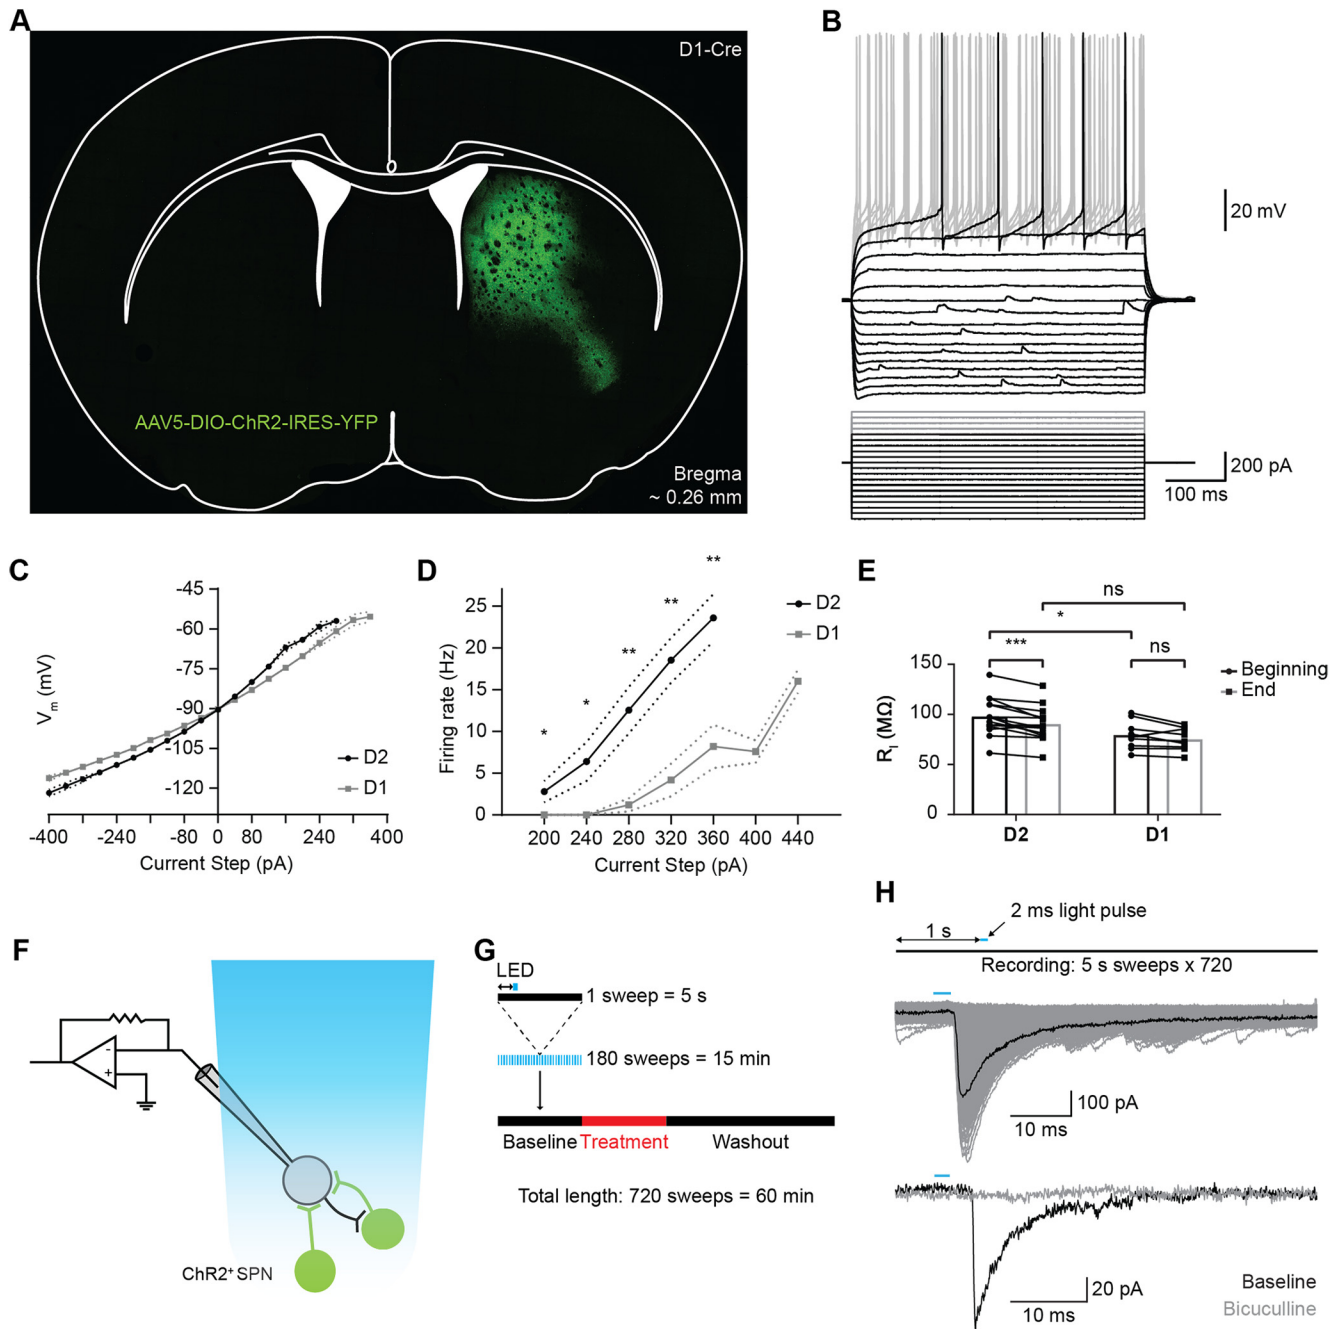 A
D1-Cre
AAV5-DIO-ChR2-IRES-YFP
Bregma
~ 0.26 mm
B
20 mV
200 pA
100 ms
C
Vm (mV)
-45
-60
-75
-105
-120
D2
D1
-400 -240 -80 0 80 240 400
Current Step (pA)
D
Firing rate (Hz)
25
20
15
10
5
0
* * ** ** **
D2
D1
200 240 280 320 360 400 440
Current Step (pA)
E
ns
*
*** ns
Beginning
End
RI (MΩ)
150
100
50
0
D2 D1
F
-
+
ChR2+ SPN
G
LED
1 sweep = 5 s
180 sweeps = 15 min
Baseline Treatment Washout
Total length: 720 sweeps = 60 min
H
2 ms light pulse
1 s
Recording: 5 s sweeps x 720
100 pA
10 ms
20 pA
10 ms
Baseline
Bicuculline